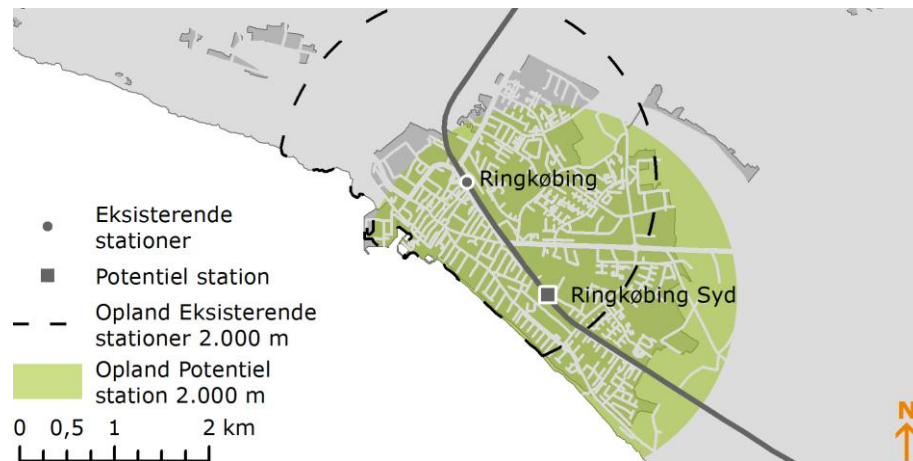 Ringkøbing
Ringkøbing Syd
Eksisterende
stationer
Potentiel station
Opland Eksisterende
stationer 2.000 m
Opland Potentiel
station 2.000 m
0 0,5 1 2 km
N